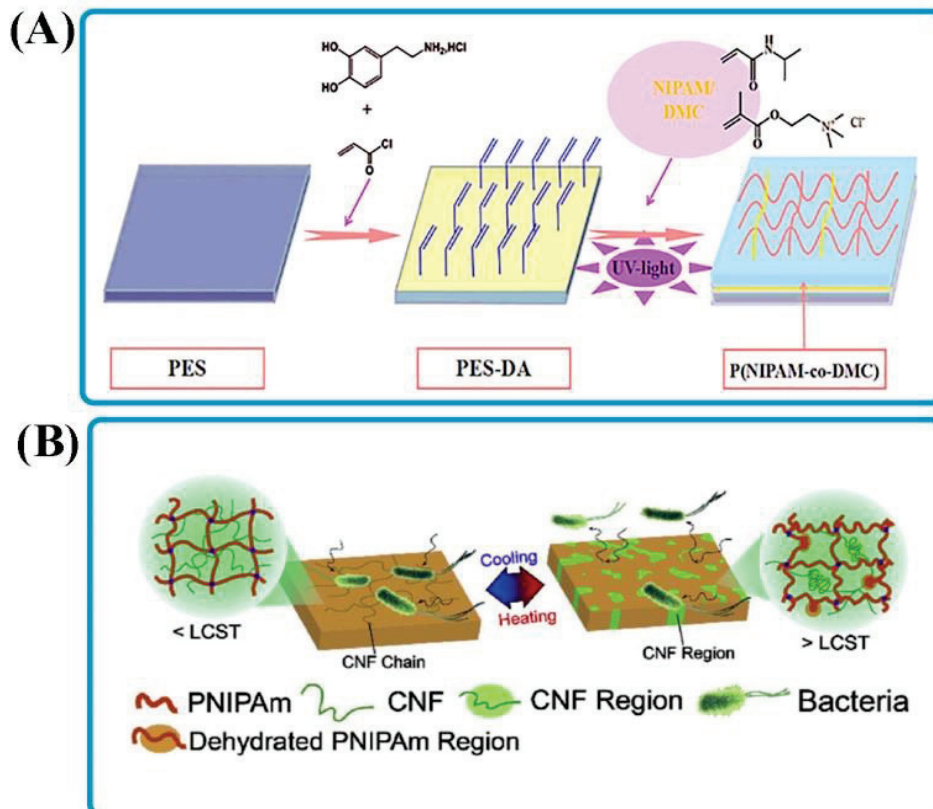 (A)
HO
HO
NH₂,HCl
+
Cl
O
NIPAM/
DMC
H
N
O
O
O
N⁺
Cl⁻
UV-light
PES
PES-DA
P(NIPAM-co-DMC)
(B)
< LCST
CNF Chain
Cooling
Heating
CNF Region
> LCST
PNIPAm
CNF
CNF Region
Bacteria
Dehydrated PNIPAm Region